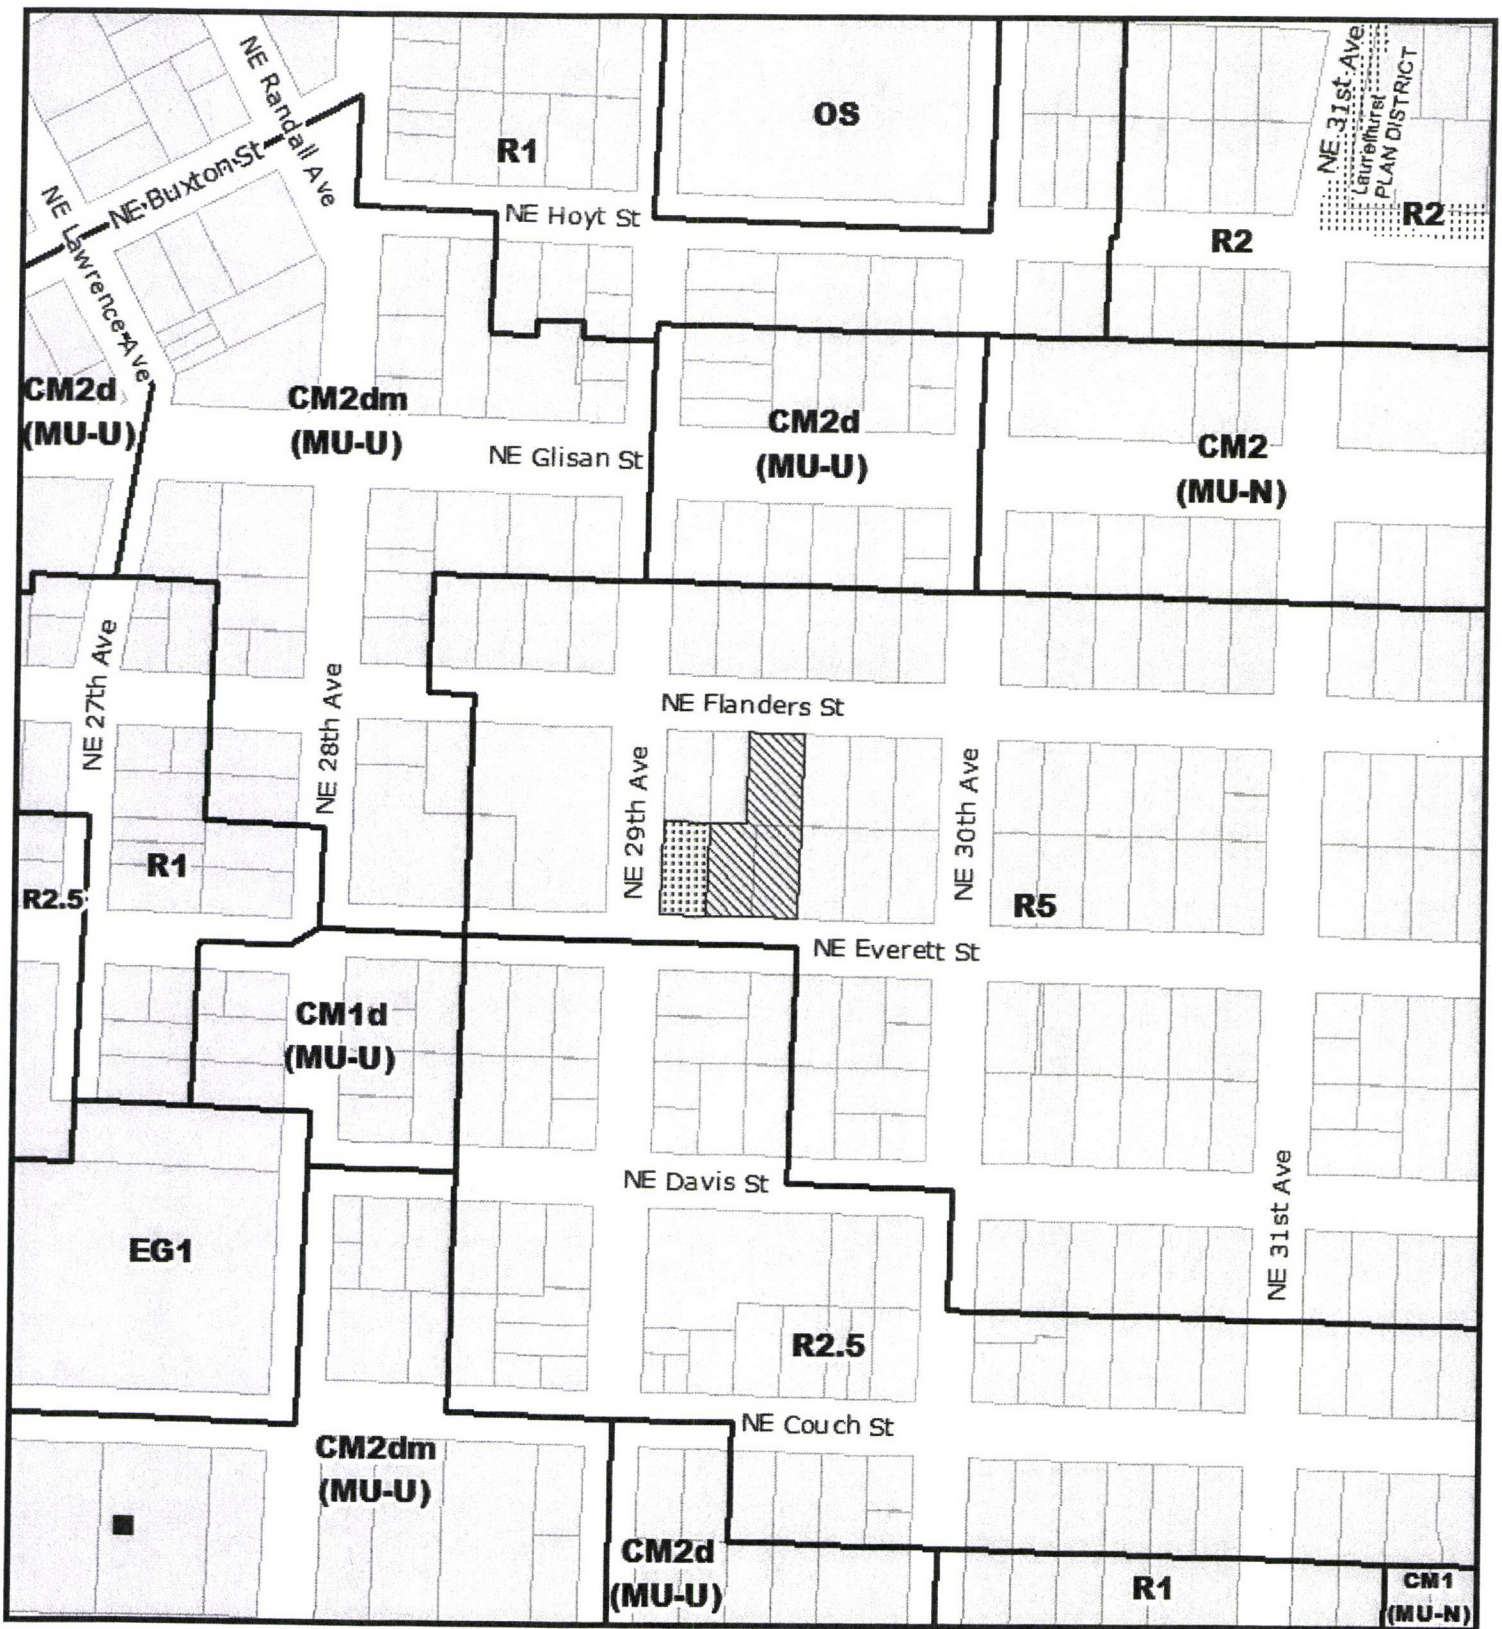 NE Randall Ave
NE 31st Ave
Laurelhurst
PLAN DISTRICT
OS
R1
NE Buxton St
NE Lawrence Ave
NE Hoyt St
R2
R2
CM2d
(MU-U)
CM2dm
(MU-U)
CM2d
(MU-U)
CM2
(MU-N)
NE Glisan St
NE 27th Ave
NE 28th Ave
NE Flanders St
NE 29th Ave
NE 30th Ave
R1
R2.5
R5
NE Everett St
CM1d
(MU-U)
NE Davis St
NE 31st Ave
EG1
R2.5
NE Couch St
CM2dm
(MU-U)
CM2d
(MU-U)
R1
CM1
(MU-N)